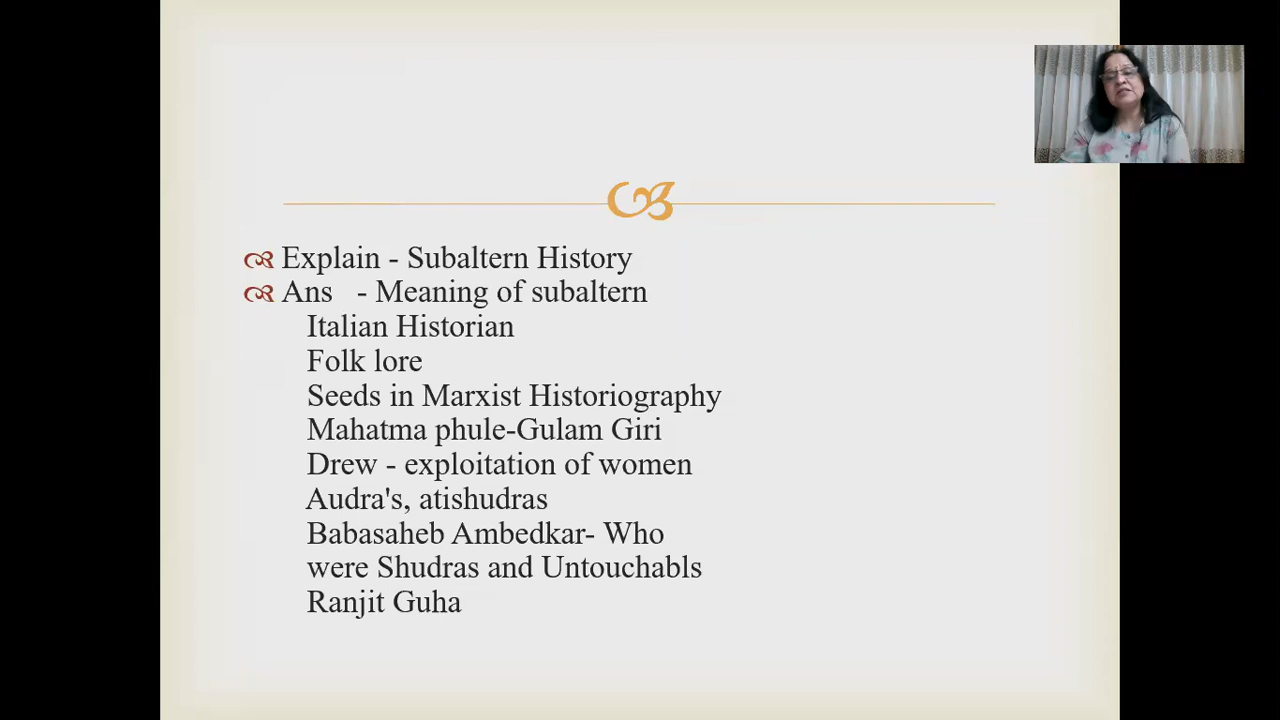 Explain - Subaltern History
Ans - Meaning of subaltern
Italian Historian
Folk lore
Seeds in Marxist Historiography
Mahatma phule-Gulam Giri
Drew - exploitation of women
Audra's, atishudras
Babasaheb Ambedkar- Who
were Shudras and Untouchabls
Ranjit Guha